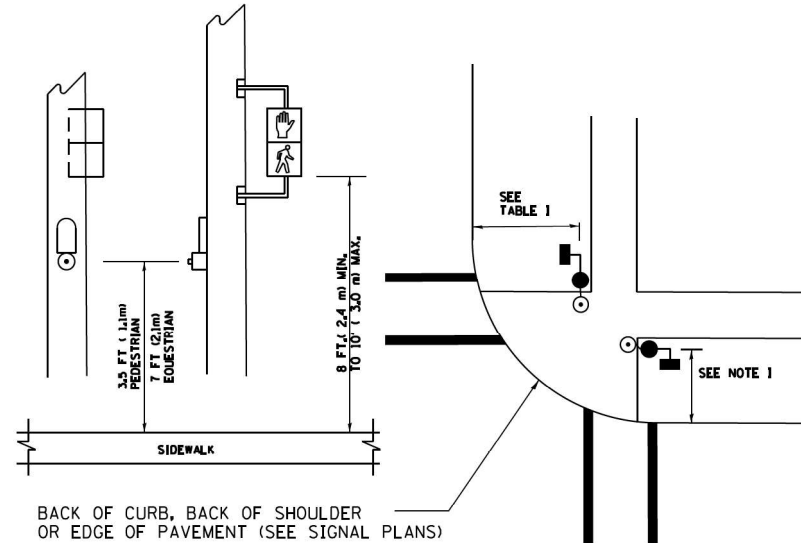 SEE
TABLE 1
3.5 FT ( 1.1m)
PEDESTRIAN
7 FT (2.1m)
EQUESTRIAN
8 FT.( 2.4 m) MIN.
TO 10' ( 3.0 m) MAX.
SEE NOTE 1
SIDEWALK
BACK OF CURB, BACK OF SHOULDER
OR EDGE OF PAVEMENT (SEE SIGNAL PLANS)